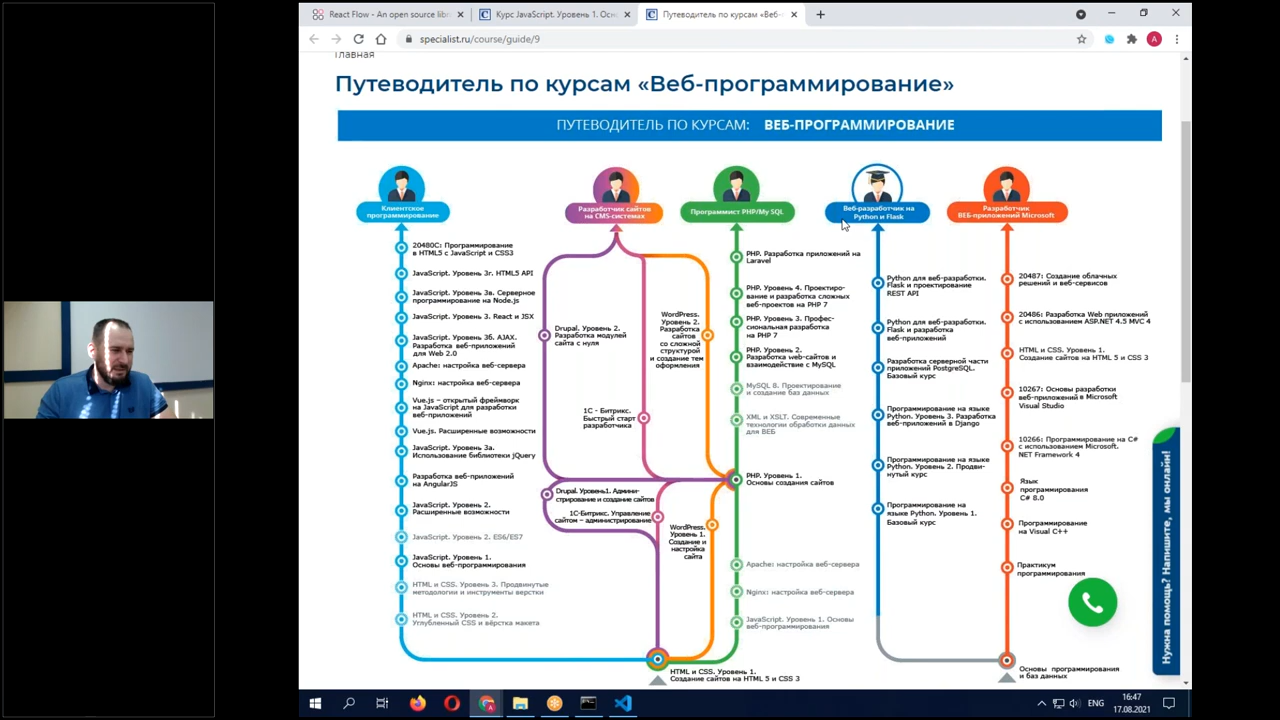 React Flow - An open source libr
Курс JavaScript. Уровень 1. Осно
Путеводитель по курсам «Веб-
specialist.ru/course/guide/9
A
Главная
Путеводитель по курсам «Веб-программирование»
ПУТЕВОДИТЕЛЬ ПО КУРСАМ: ВЕБ-ПРОГРАММИРОВАНИЕ
Клиентское
программирование
20480C: Программирование
в HTML5 с JavaScript и CSS3
JavaScript. Уровень 3г. HTML5 API
JavaScript. Уровень 3в. Серверное
программирование на Node.js
JavaScript. Уровень 3. React и JSX
JavaScript. Уровень 3б. AJAX.
Разработка веб-приложений
для Web 2.0
Apache: настройка веб-сервера
Nginx: настройка веб-сервера
Vue.js – открытый фреймворк
на JavaScript для разработки
веб-приложений
Vue.js. Расширенные возможности
JavaScript. Уровень 3а.
Использование библиотеки jQuery
Разработка веб-приложений
на AngularJS
JavaScript. Уровень 2.
Расширенные возможности
JavaScript. Уровень 2. ES6/ES7
JavaScript. Уровень 1.
Основы веб-программирования
HTML и CSS. Уровень 3. Продвинутые
методологии и инструменты верстки
HTML и CSS. Уровень 2.
Углубленный CSS и вёрстка макета
Разработчик сайтов
на CMS-системах
Drupal. Уровень 2.
Разработка модулей
сайта с нуля
1С - Битрикс.
Быстрый старт
разработчика
WordPress.
Уровень 2.
Разработка
сайтов
со сложной
структурой
и создание тем
оформления
Drupal. Уровень1. Админи-
стрирование и создание сайтов
1С-Битрикс. Управление
сайтом – администрирование
WordPress.
Уровень 1.
Создание и
настройка
сайта
Программист PHP/My SQL
PHP. Разработка приложений на
Laravel
PHP. Уровень 4. Проектиро-
вание и разработка сложных
веб-проектов на PHP 7
PHP. Уровень 3. Профес-
сиональная разработка
на PHP 7
PHP. Уровень 2.
Разработка web-сайтов и
взаимодействие с MySQL
MySQL 8. Проектирование
и создание баз данных
XML и XSLT. Современные
технологии обработки данных
для ВЕБ
PHP. Уровень 1.
Основы создания сайтов
Apache: настройка веб-сервера
Nginx: настройка веб-сервера
JavaScript. Уровень 1. Основы
веб-программирования
HTML и CSS. Уровень 1.
Создание сайтов на HTML 5 и CSS 3
Веб-разработчик на
Python и Flask
Python для веб-разработки.
Flask и проектирование
REST API
Python для веб-разработки.
Flask и разработка
веб-приложений
Разработка серверной части
приложений PostgreSQL.
Базовый курс
Программирование на языке
Python. Уровень 3. Разработка
веб-приложений в Django
Программирование на языке
Python. Уровень 2. Продви-
нутый курс
Программирование на
языке Python. Уровень 1.
Базовый курс
Разработчик
ВЕБ-приложений Microsoft
20487: Создание облачных
решений и веб-сервисов
20486: Разработка Web приложений
с использованием ASP.NET 4.5 MVC 4
HTML и CSS. Уровень 1.
Создание сайтов на HTML 5 и CSS 3
10267: Основы разработки
веб-приложений в Microsoft
Visual Studio
10266: Программирование на C#
с использованием Microsoft.
NET Framework 4
Язык
программирования
C# 8.0
Программирование
на Visual C++
Практикум
программирования
Основы программирования
и баз данных
Нужна помощь? Напишите, мы онлайн!
ENG
16:47
17.08.2021